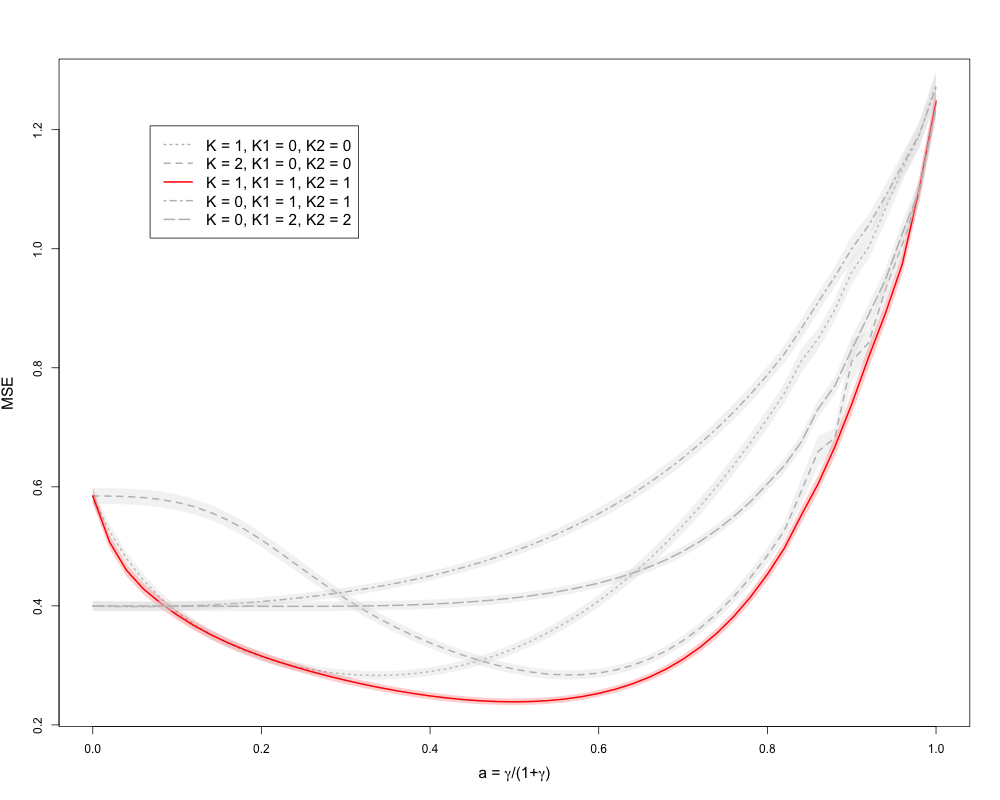 1.2
1.0
0.8
0.6
0.4
0.2
MSE
K = 1, K1 = 0, K2 = 0
K = 2, K1 = 0, K2 = 0
K = 1, K1 = 1, K2 = 1
K = 0, K1 = 1, K2 = 1
K = 0, K1 = 2, K2 = 2
0.0 0.2 0.4 0.6 0.8 1.0
a = γ/(1+γ)